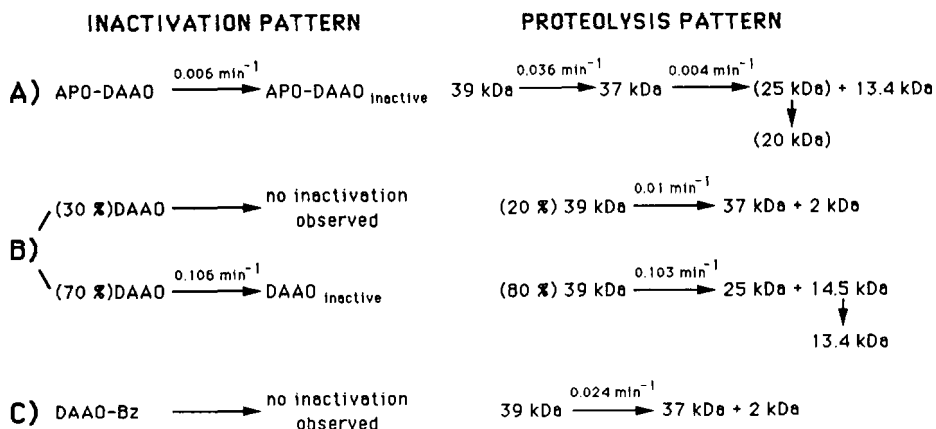 INACTIVATION PATTERN
PROTEOLYSIS PATTERN
A) APO-DAAO 0.006 min⁻¹ APO-DAAO inactive 39 kDa 0.036 min⁻¹ 37 kDa 0.004 min⁻¹ (25 kDa) + 13.4 kDa
(20 kDa)
B)
(30 %)DAAO no inactivation observed (20 %) 39 kDa 0.01 min⁻¹ 37 kDa + 2 kDa
(70 %)DAAO 0.106 min⁻¹ DAAO inactive (80 %) 39 kDa 0.103 min⁻¹ 25 kDa + 14.5 kDa
13.4 kDa
C) DAAO-Bz no inactivation observed 39 kDa 0.024 min⁻¹ 37 kDa + 2 kDa